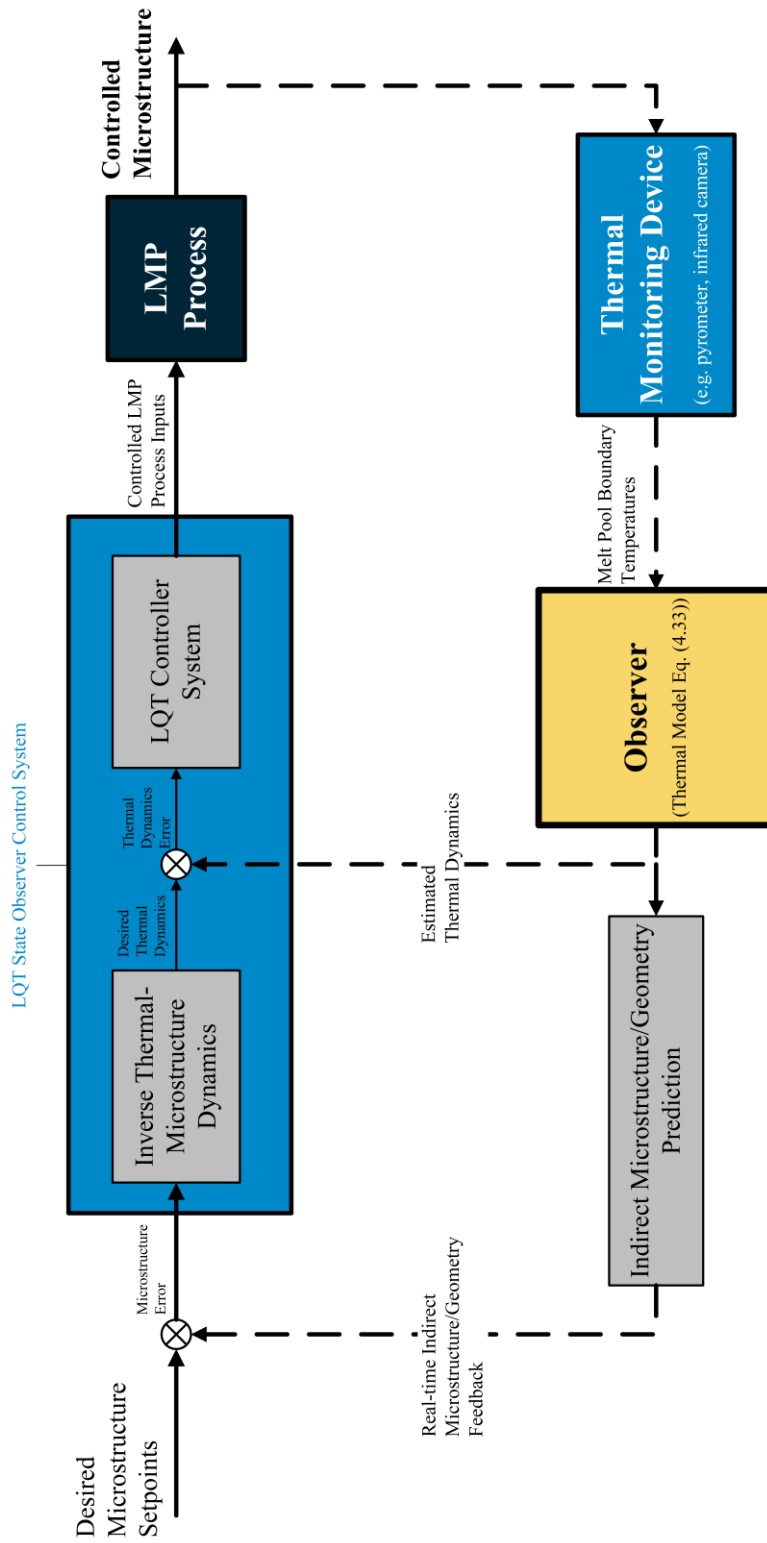 LQT State Observer Control System
Desired
Microstructure
Setpoints
Microstructure
Error
Inverse Thermal-
Microstructure
Dynamics
Desired
Thermal
Dynamics
Thermal
Dynamics
Error
LQT Controller
System
Controlled LMP
Process Inputs
LMP
Process
Controlled
Microstructure
Real-time Indirect
Microstructure/Geometry
Feedback
Estimated
Thermal Dynamics
Indirect Microstructure/Geometry
Prediction
Observer
(Thermal Model Eq. (4.33))
Melt Pool Boundary
Temperatures
Thermal
Monitoring Device
(e.g. pyrometer, infrared camera)